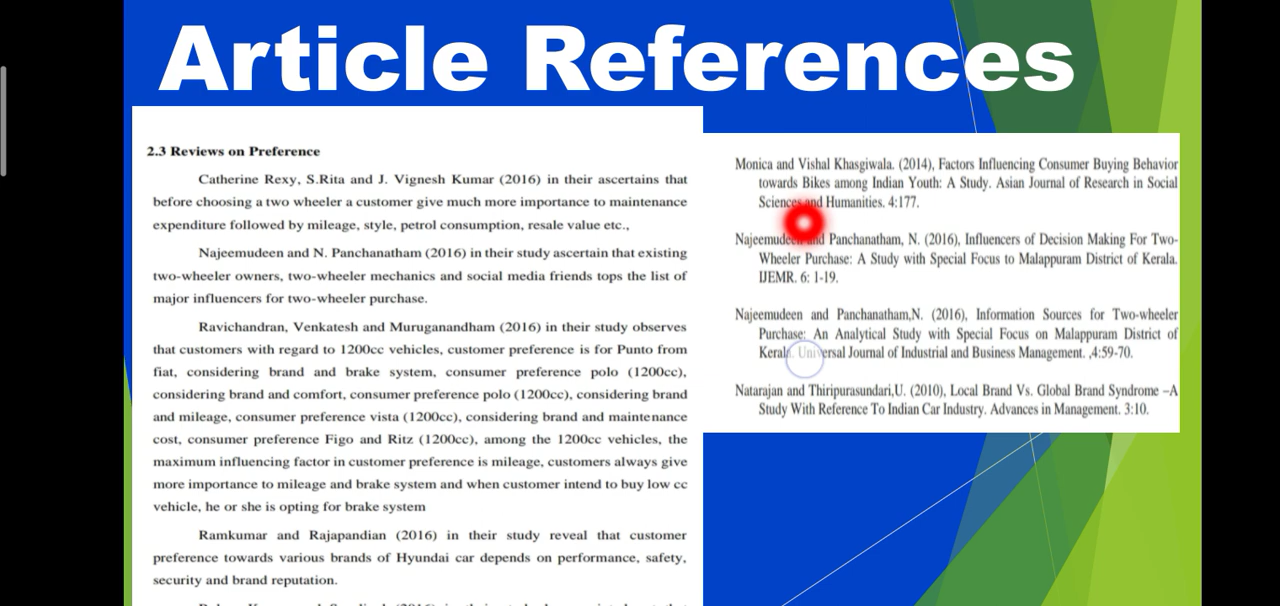 Article References
2.3 Reviews on Preference
Catherine Rexy, S.Rita and J. Vignesh Kumar (2016) in their ascertains that
before choosing a two wheeler a customer give much more importance to maintenance
expenditure followed by mileage, style, petrol consumption, resale value etc.,
Najeemudeen and N. Panchanatham (2016) in their study ascertain that existing
two-wheeler owners, two-wheeler mechanics and social media friends tops the list of
major influencers for two-wheeler purchase.
Ravichandran, Venkatesh and Muruganandham (2016) in their study observes
that customers with regard to 1200cc vehicles, customer preference is for Punto from
fiat, considering brand and brake system, consumer preference polo (1200cc),
considering brand and comfort, consumer preference polo (1200cc), considering brand
and mileage, consumer preference vista (1200cc), considering brand and maintenance
cost, consumer preference Figo and Ritz (1200cc), among the 1200cc vehicles, the
maximum influencing factor in customer preference is mileage, customers always give
more importance to mileage and brake system and when customer intend to buy low cc
vehicle, he or she is opting for brake system
Ramkumar and Rajapandian (2016) in their study reveal that customer
preference towards various brands of Hyundai car depends on performance, safety,
security and brand reputation.
Monica and Vishal Khasgiwala. (2014), Factors Influencing Consumer Buying Behavior
towards Bikes among Indian Youth: A Study. Asian Journal of Research in Social
Sciences and Humanities. 4:177.
Najeemudeen and Panchanatham, N. (2016), Influencers of Decision Making For Two-
Wheeler Purchase: A Study with Special Focus to Malappuram District of Kerala.
IJEMR. 6: 1-19.
Najeemudeen and Panchanatham,N. (2016), Information Sources for Two-wheeler
Purchase: An Analytical Study with Special Focus on Malappuram District of
Kerala. Universal Journal of Industrial and Business Management. ,4:59-70.
Natarajan and Thiripurasundari,U. (2010), Local Brand Vs. Global Brand Syndrome –A
Study With Reference To Indian Car Industry. Advances in Management. 3:10.